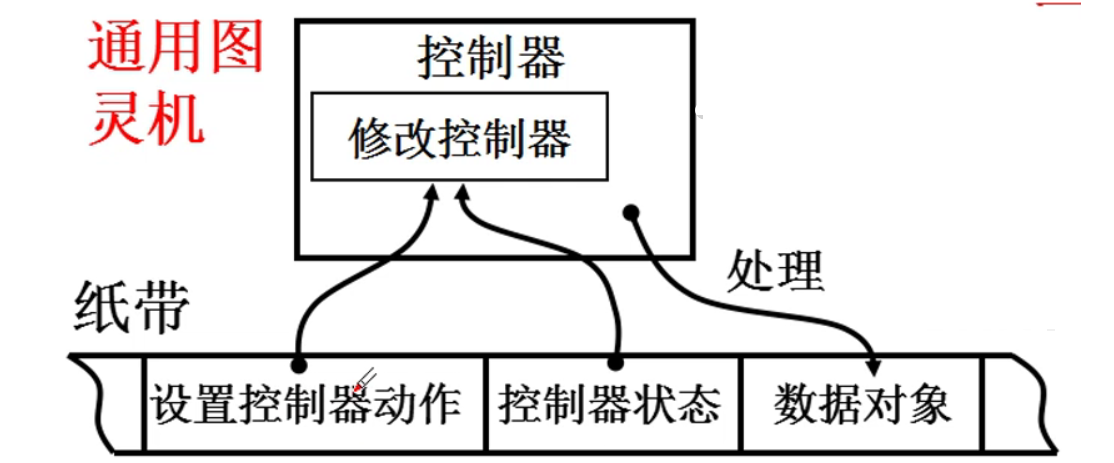 通用图
灵机
控制器
修改控制器
处理
纸带
设置控制器动作
控制器状态
数据对象